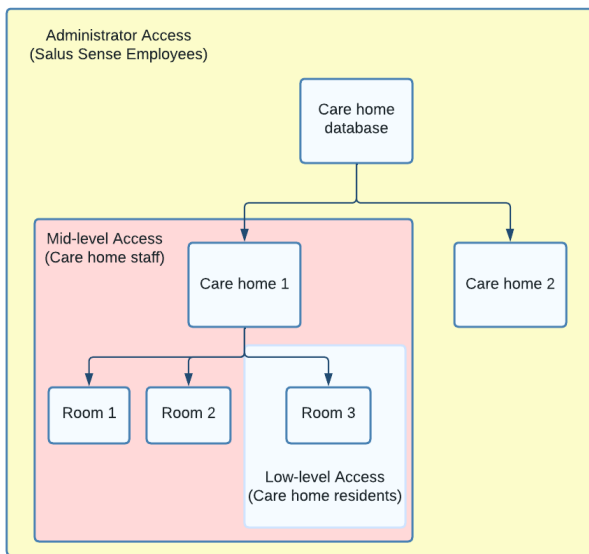 Administrator Access
(Salus Sense Employees)
Care home
database
Mid-level Access
(Care home staff)
Care home 1
Care home 2
Room 1
Room 2
Room 3
Low-level Access
(Care home residents)